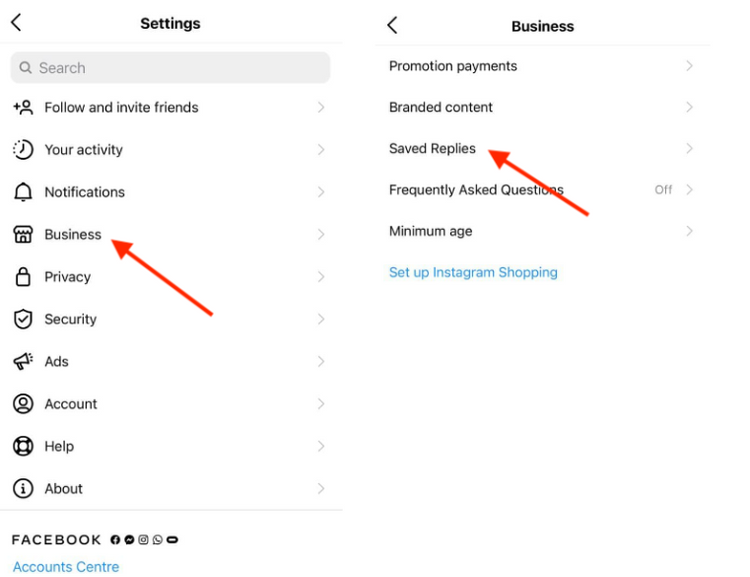 Settings
Search
Follow and invite friends
Your activity
Notifications
Business
Privacy
Security
Ads
Account
Help
About
FACEBOOK
Accounts Centre
Business
Promotion payments
Branded content
Saved Replies
Frequently Asked Questions Off
Minimum age
Set up Instagram Shopping